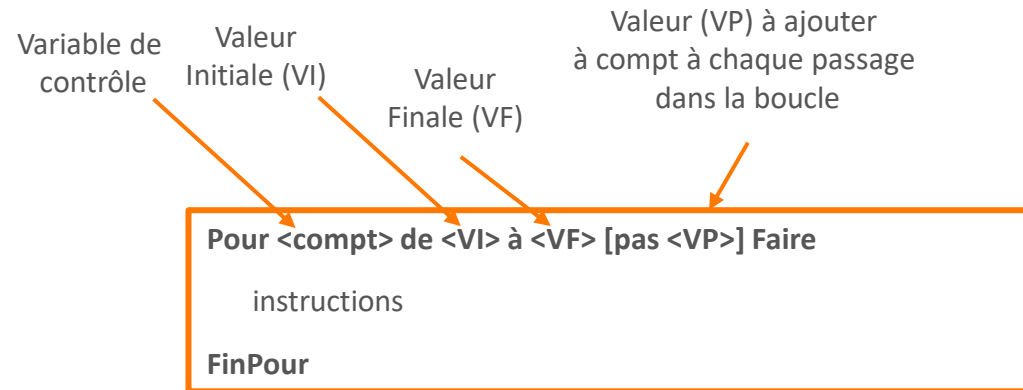 Variable de
contrôle
Valeur
Initiale (VI)
Valeur
Finale (VF)
Valeur (VP) à ajouter
à compt à chaque passage
dans la boucle
Pour <compt> de <VI> à <VF> [pas <VP>] Faire
instructions
FinPour